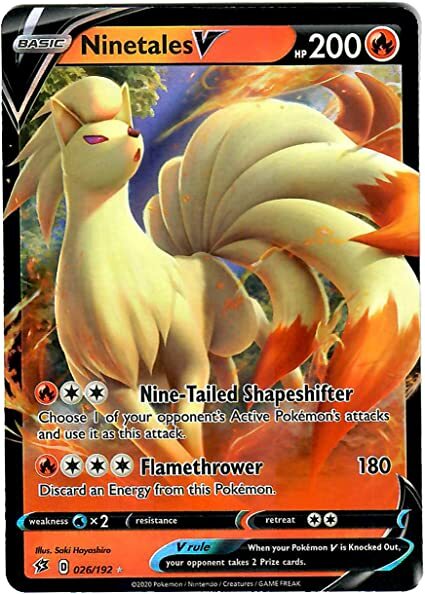 BASIC Ninetales V HP 200
Nine-Tailed Shapeshifter
Choose 1 of your opponent's Active Pokémon's attacks
and use it as this attack.
Flamethrower 180
Discard an Energy from this Pokémon.
weakness ×2 resistance retreat
Illus. Saki Hayashiro
D 026/192 ★
V rule When your Pokémon V is Knocked Out,
your opponent takes 2 Prize cards.
©2020 Pokémon / Nintendo / Creatures / GAME FREAK